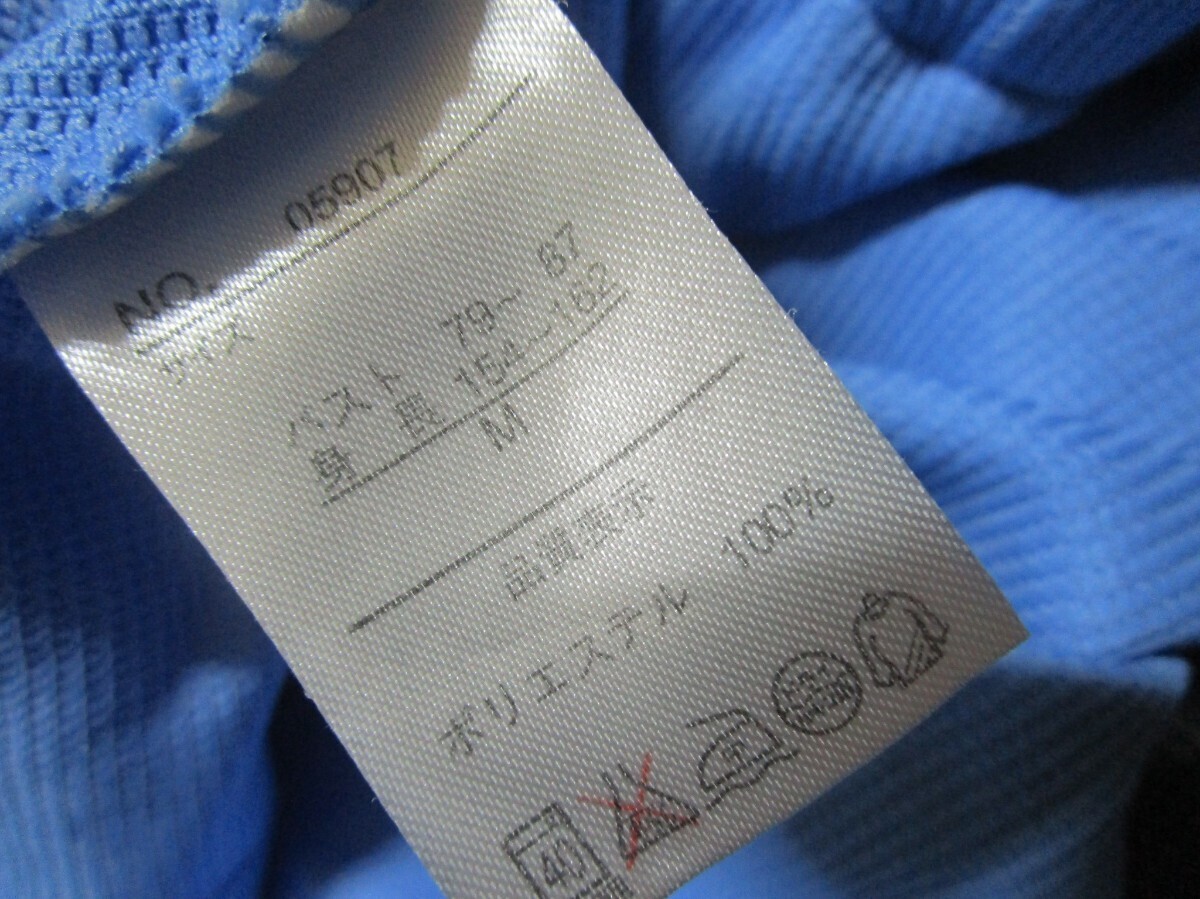 NO. 05907
サイズ
バスト 79~ 87
身 長 154~162
M
品質表示
ポリエステル 100%
40